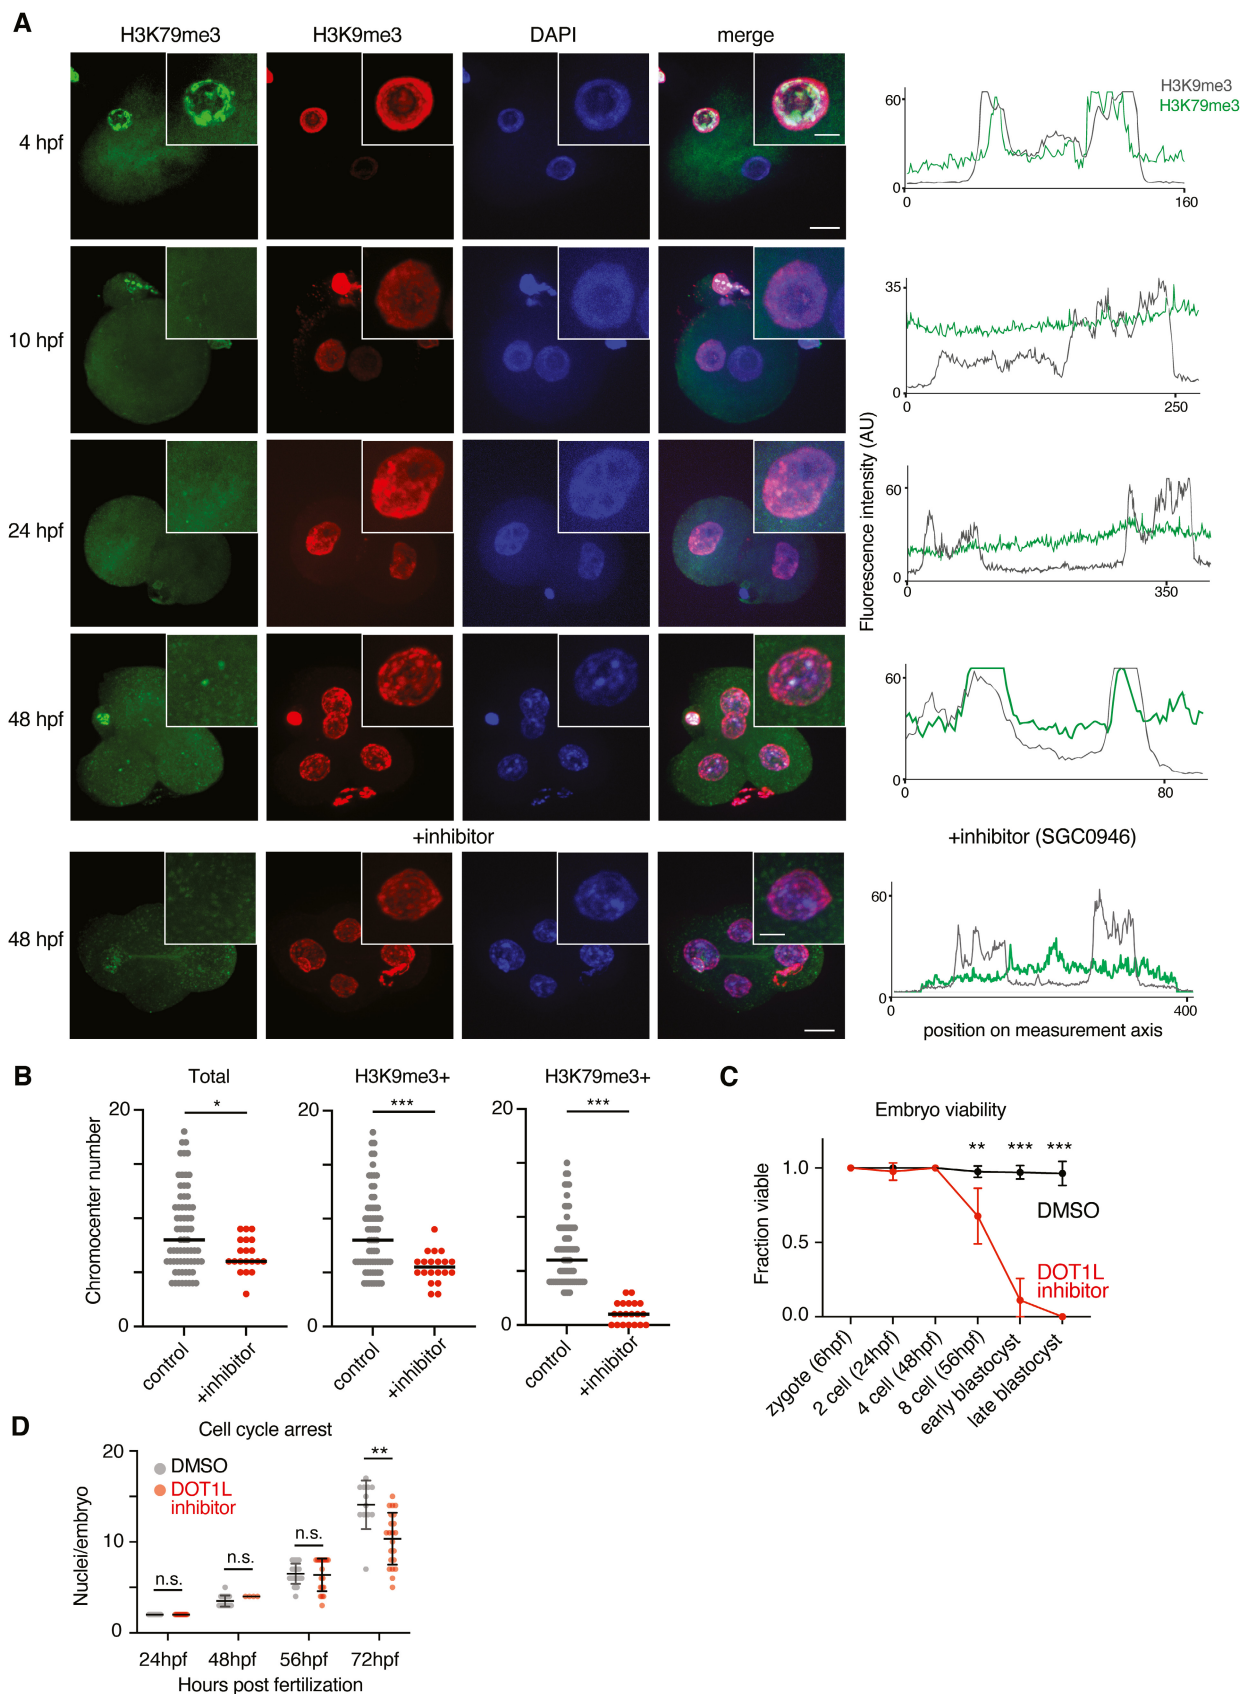 A
H3K79me3
H3K9me3
DAPI
merge
4 hpf
H3K9me3
H3K79me3
60
0
0
160
10 hpf
35
0
0
250
24 hpf
60
0
0
350
Fluorescence intensity (AU)
48 hpf
60
0
0
80
+inhibitor
+inhibitor (SGC0946)
48 hpf
60
0
0
400
position on measurement axis
B
Total
H3K9me3+
H3K79me3+
Chromocenter number
20
*
0
control
+inhibitor
20
***
0
control
+inhibitor
20
***
0
control
+inhibitor
C
Embryo viability
** *** ***
Fraction viable
1.0
0.5
0.0
DMSO
DOT1L
inhibitor
zygote (6hpf)
2 cell (24hpf)
4 cell (48hpf)
8 cell (56hpf)
early blastocyst
late blastocyst
D
Cell cycle arrest
Nuclei/embryo
20
10
0
DMSO
DOT1L
inhibitor
n.s.
n.s.
n.s.
**
24hpf
48hpf
56hpf
72hpf
Hours post fertilization